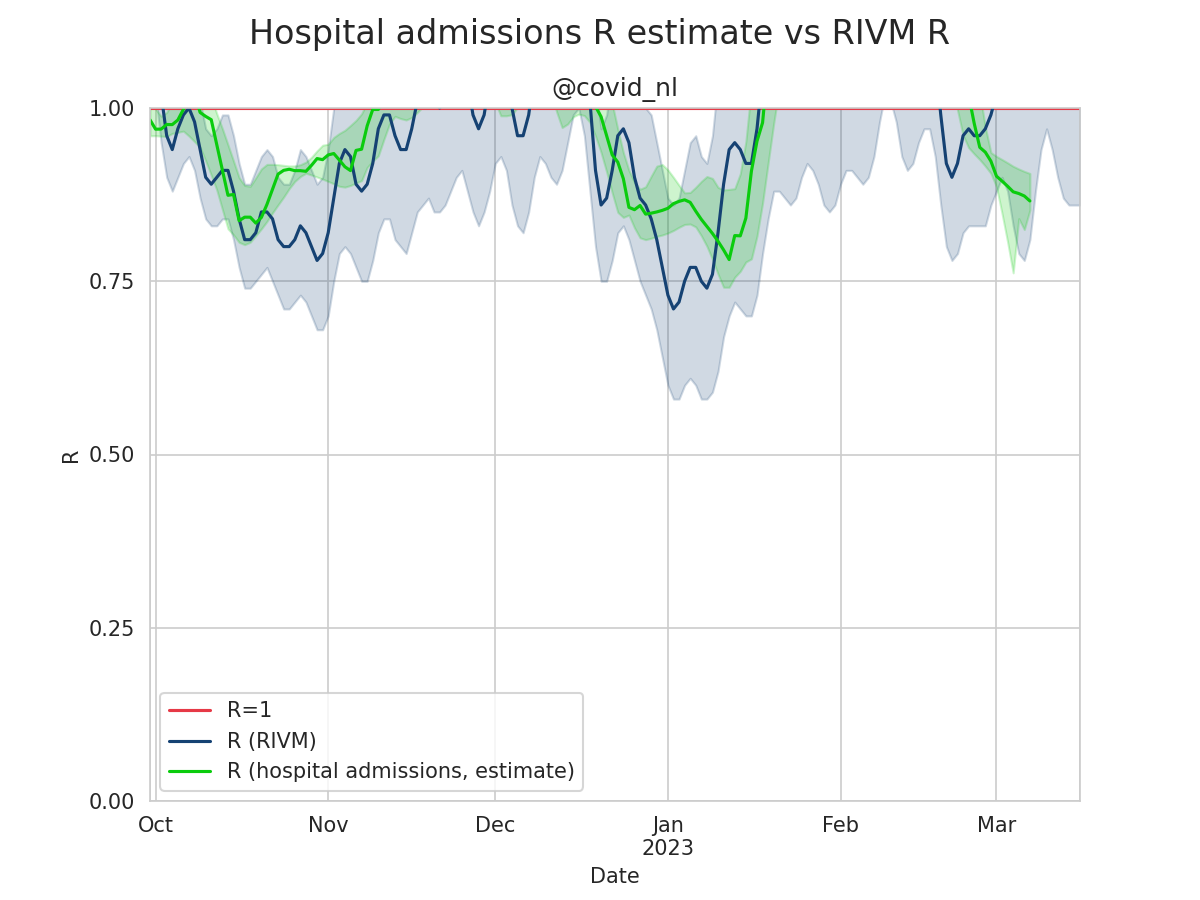 Hospital admissions R estimate vs RIVM R
@covid_nl
1.00
0.75
0.50
0.25
0.00
R
R=1
R (RIVM)
R (hospital admissions, estimate)
Oct Nov Dec Jan Feb Mar
2023
Date